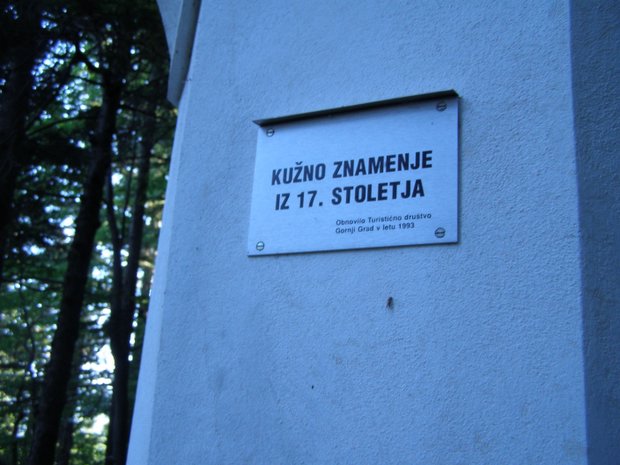 KUŽNO ZNAMENJE
IZ 17. STOLETJA
Obnovilo Turistično društvo
Gornji Grad v letu 1993